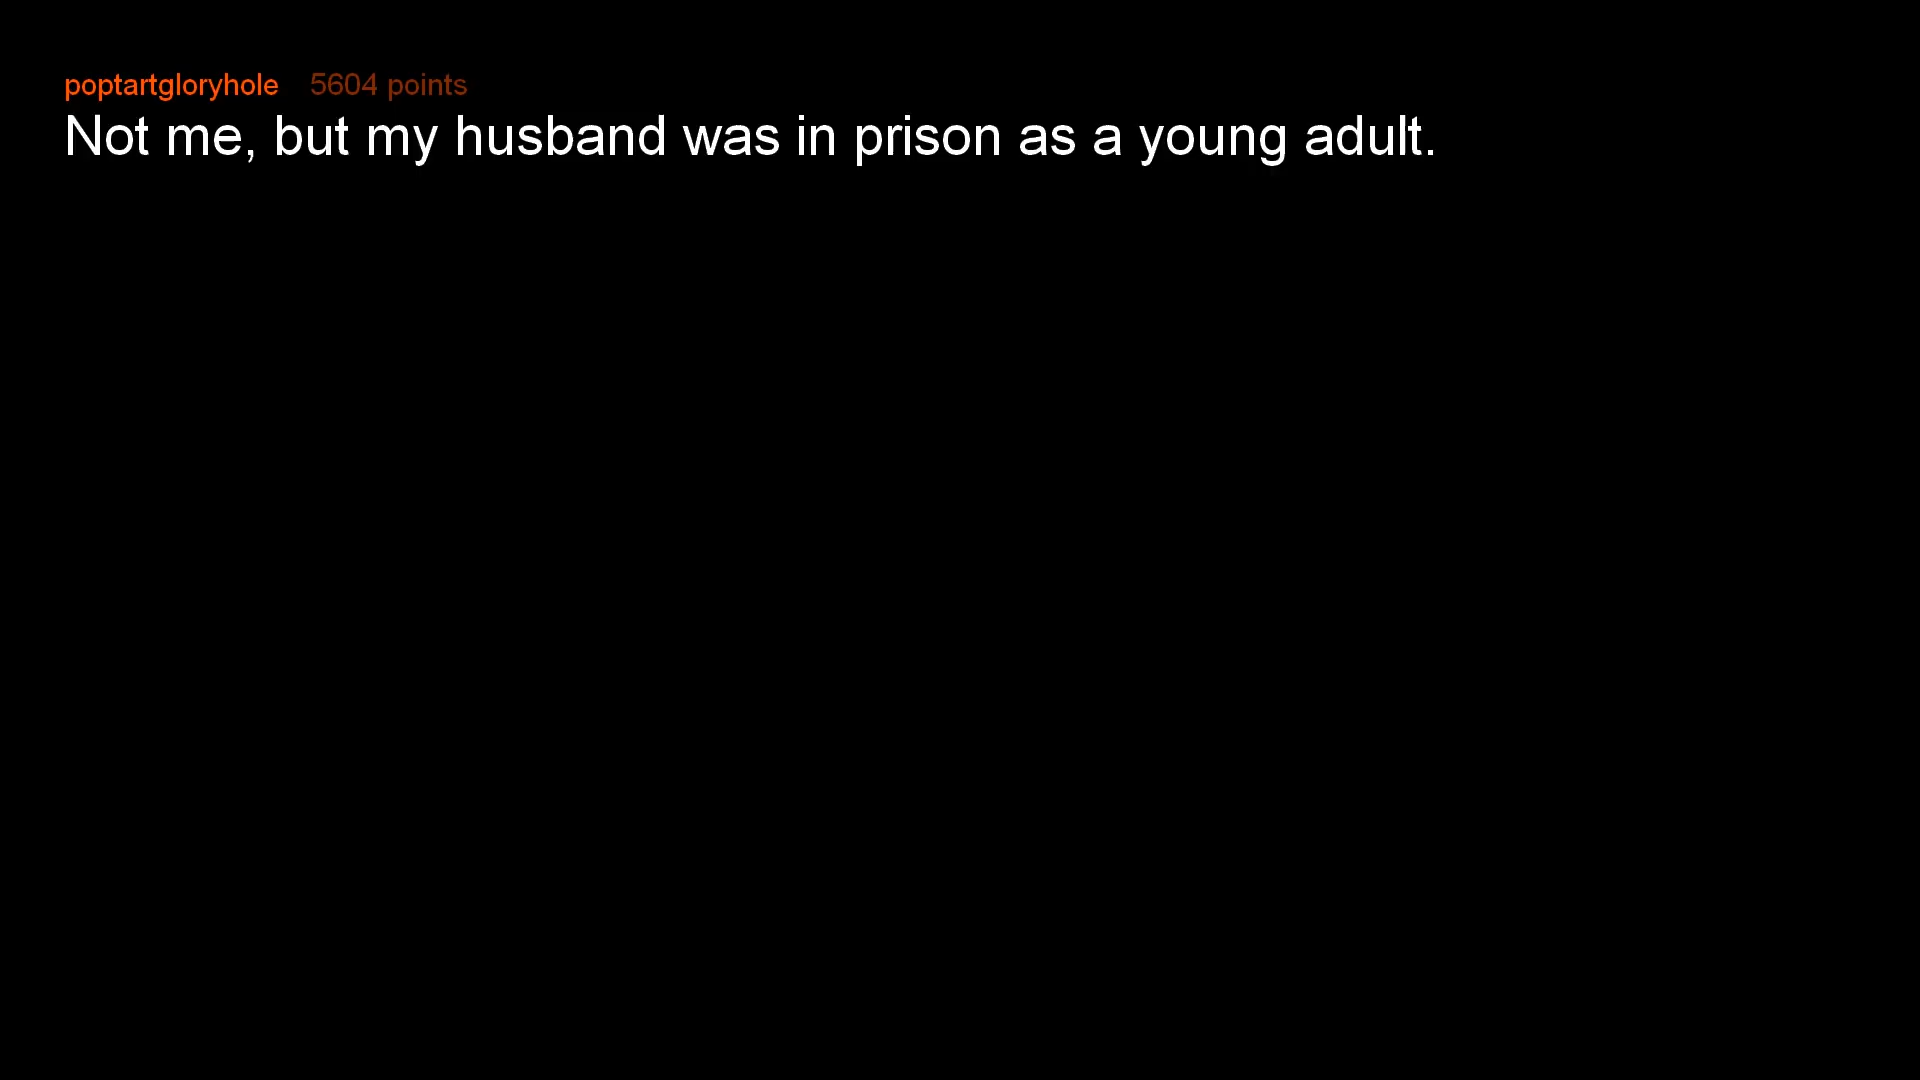 poptartgloryhole 5604 points
Not me, but my husband was in prison as a young adult.